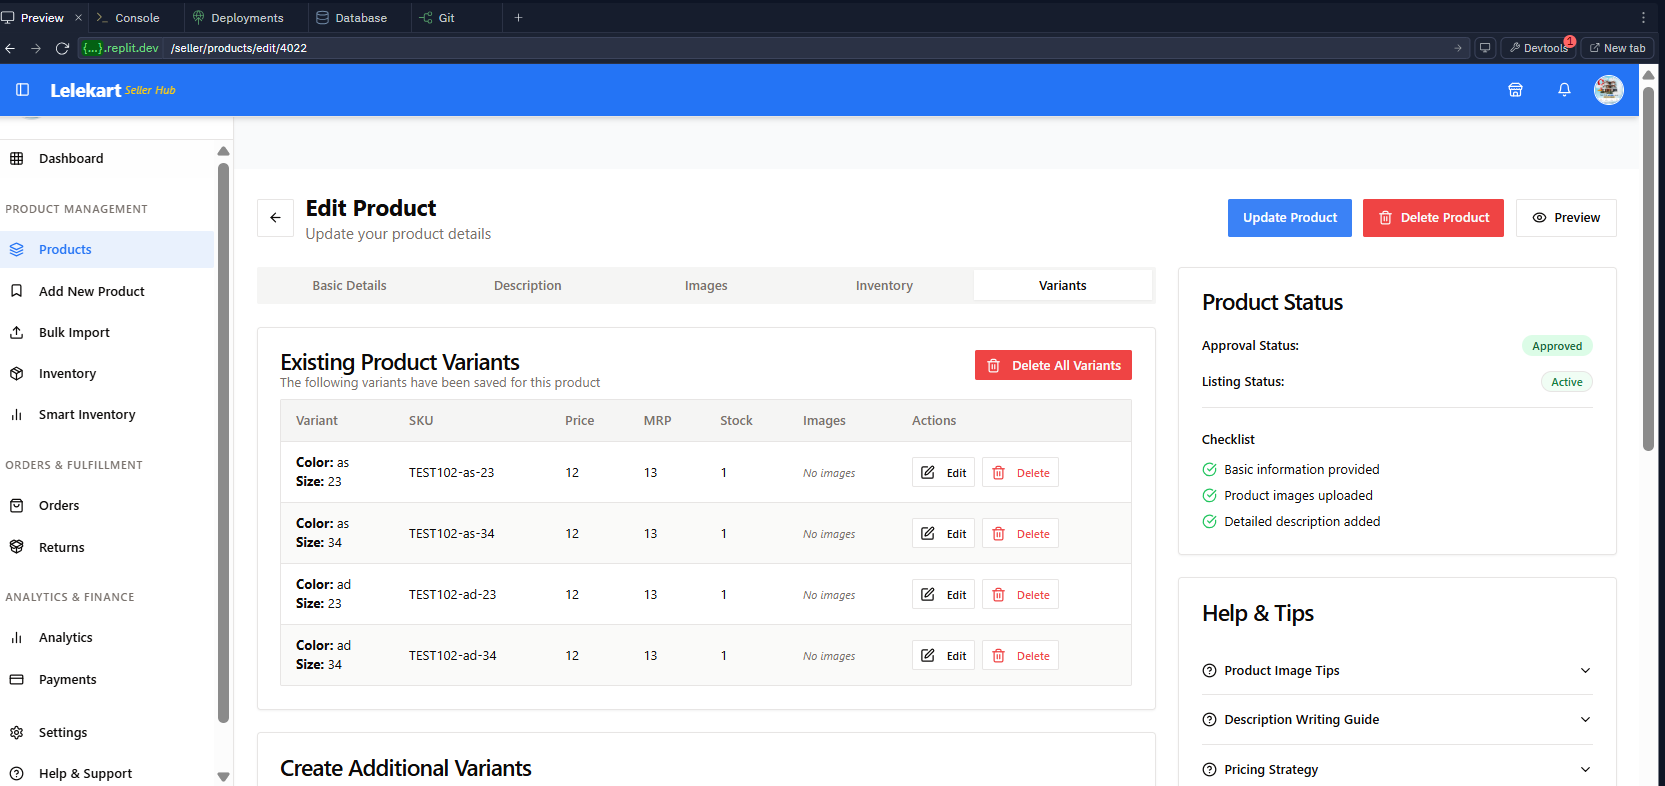 Preview
Console
Deployments
Database
Git
{...}.replit.dev /seller/products/edit/4022
Devtools 1
New tab
Lelekart Seller Hub
Dashboard
PRODUCT MANAGEMENT
Products
Add New Product
Bulk Import
Inventory
Smart Inventory
ORDERS & FULFILLMENT
Orders
Returns
ANALYTICS & FINANCE
Analytics
Payments
Settings
Help & Support
Edit Product
Update your product details
Update Product
Delete Product
Preview
Basic Details
Description
Images
Inventory
Variants
Existing Product Variants
The following variants have been saved for this product
Delete All Variants
Variant SKU Price MRP Stock Images Actions
Color: as
Size: 23
TEST102-as-23 12 13 1 No images Edit Delete
Color: as
Size: 34
TEST102-as-34 12 13 1 No images Edit Delete
Color: ad
Size: 23
TEST102-ad-23 12 13 1 No images Edit Delete
Color: ad
Size: 34
TEST102-ad-34 12 13 1 No images Edit Delete
Create Additional Variants
Product Status
Approval Status: Approved
Listing Status: Active
Checklist
Basic information provided
Product images uploaded
Detailed description added
Help & Tips
Product Image Tips
Description Writing Guide
Pricing Strategy